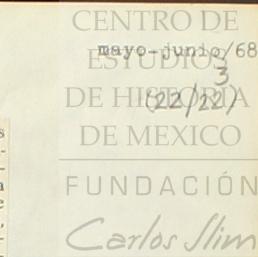 CENTRO DE
mayo-junio/68
ESTUDIOS
3
DE HISTORIA
(22/22)
DE MEXICO
FUNDACIÓN
Carlos Slim
s
a
e
,